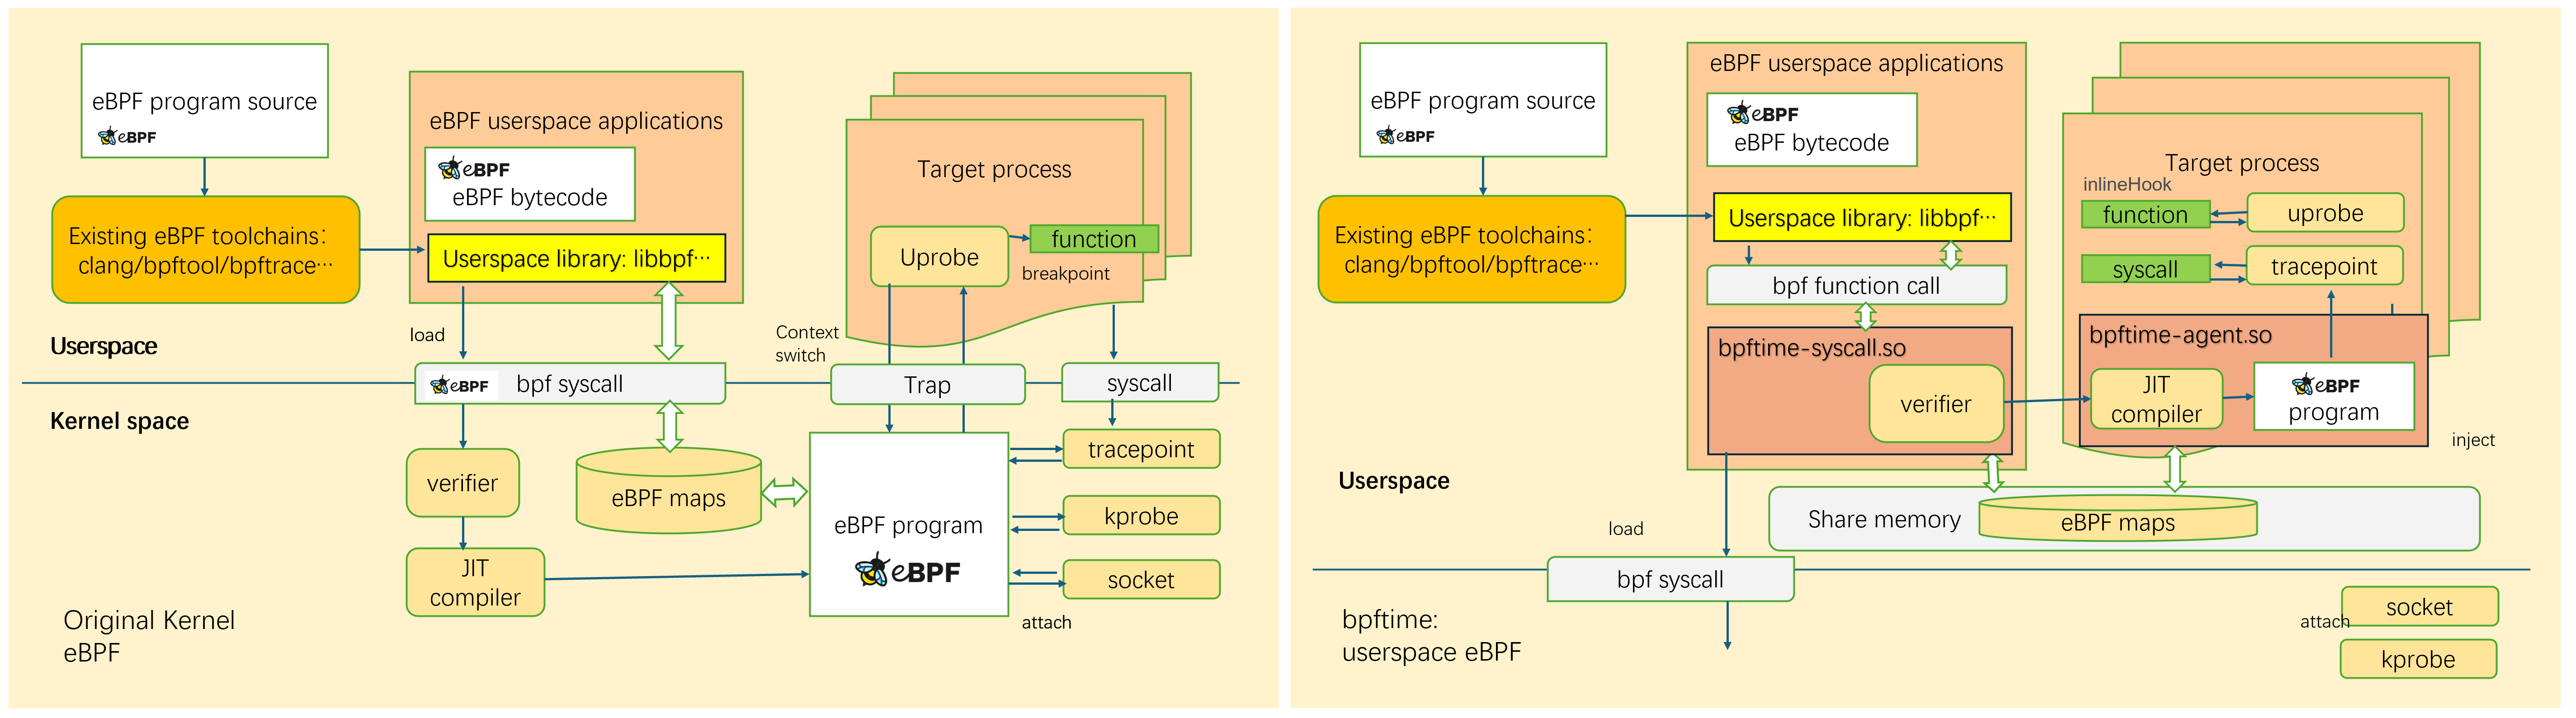 eBPF program source
eBPF
Existing eBPF toolchains:
clang/bpftool/bpftrace···
eBPF userspace applications
eBPF
eBPF bytecode
Userspace library: libbpf···
Target process
Uprobe
function
breakpoint
load
Context
switch
Userspace
eBPF
bpf syscall
Trap
syscall
Kernel space
verifier
eBPF maps
JIT
compiler
eBPF program
eBPF
tracepoint
kprobe
socket
attach
Original Kernel
eBPF
eBPF program source
eBPF
Existing eBPF toolchains:
clang/bpftool/bpftrace···
eBPF userspace applications
eBPF
eBPF bytecode
Userspace library: libbpf···
bpf function call
bpftime-syscall.so
verifier
Target process
inlineHook
function
uprobe
syscall
tracepoint
bpftime-agent.so
JIT
compiler
eBPF
program
inject
Userspace
Share memory
eBPF maps
load
bpf syscall
bpftime:
userspace eBPF
socket
attach
kprobe